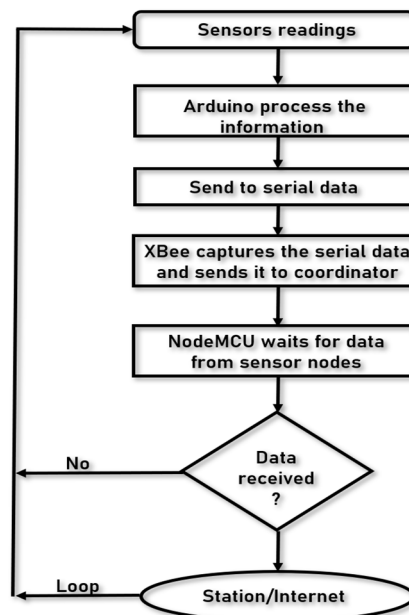 Sensors readings
Arduino process the
information
Send to serial data
XBee captures the serial data
and sends it to coordinator
NodeMCU waits for data
from sensor nodes
Data
received
?
No
Station/Internet
Loop